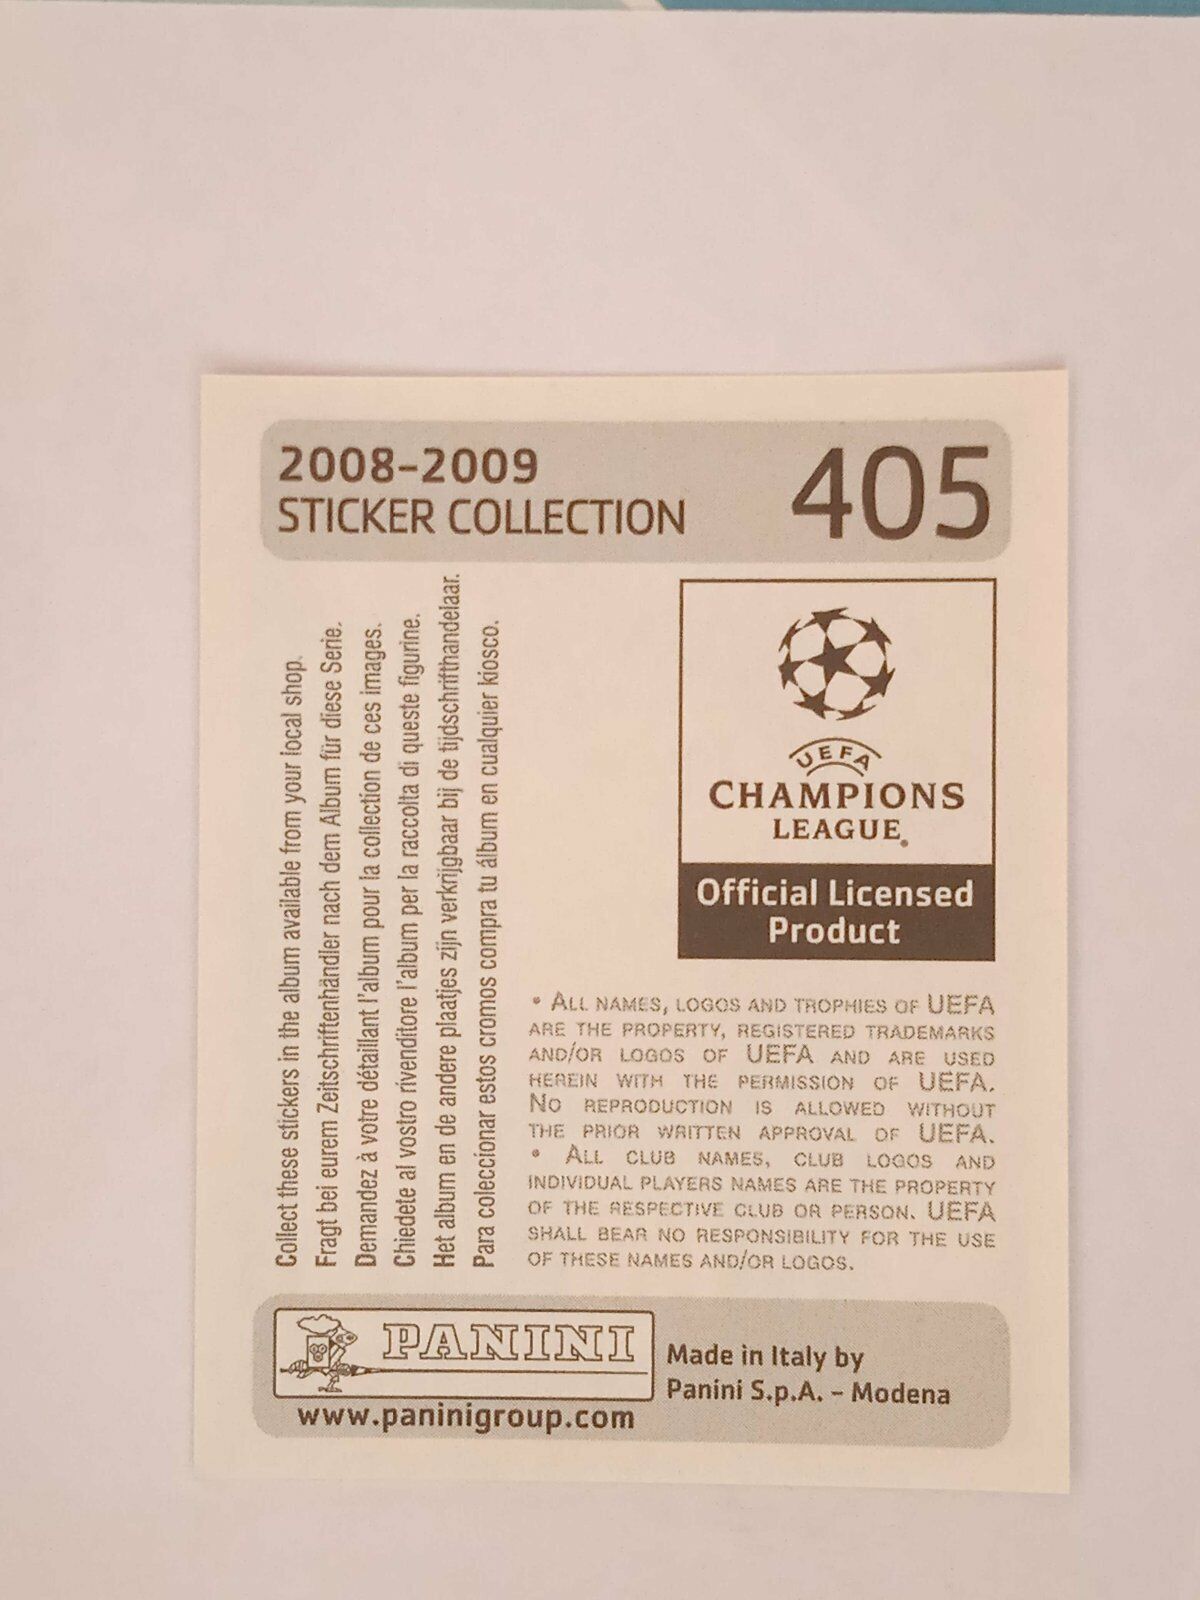 2008-2009
STICKER COLLECTION
405
Collect these stickers in the album available from your local shop.
Fragt bei eurem Zeitschriftenhändler nach dem Album für diese Serie.
Demandez à votre détaillant l'album pour la collection de ces images.
Chiedete al vostro rivenditore l'album per la raccolta di queste figurine.
Het album en de andere plaatjes zijn verkrijgbaar bij de tijdschrifthandelaar.
Para coleccionar estos cromos compra tu álbum en cualquier kiosco.
UEFA
CHAMPIONS
LEAGUE
Official Licensed
Product
• ALL NAMES, LOGOS AND TROPHIES OF UEFA
ARE THE PROPERTY, REGISTERED TRADEMARKS
AND/OR LOGOS OF UEFA AND ARE USED
HEREIN WITH THE PERMISSION OF UEFA.
NO REPRODUCTION IS ALLOWED WITHOUT
THE PRIOR WRITTEN APPROVAL OF UEFA.
• ALL CLUB NAMES, CLUB LOGOS AND
INDIVIDUAL PLAYERS NAMES ARE THE PROPERTY
OF THE RESPECTIVE CLUB OR PERSON. UEFA
SHALL BEAR NO RESPONSIBILITY FOR THE USE
OF THESE NAMES AND/OR LOGOS.
PANINI
www.paninigroup.com
Made in Italy by
Panini S.p.A. - Modena